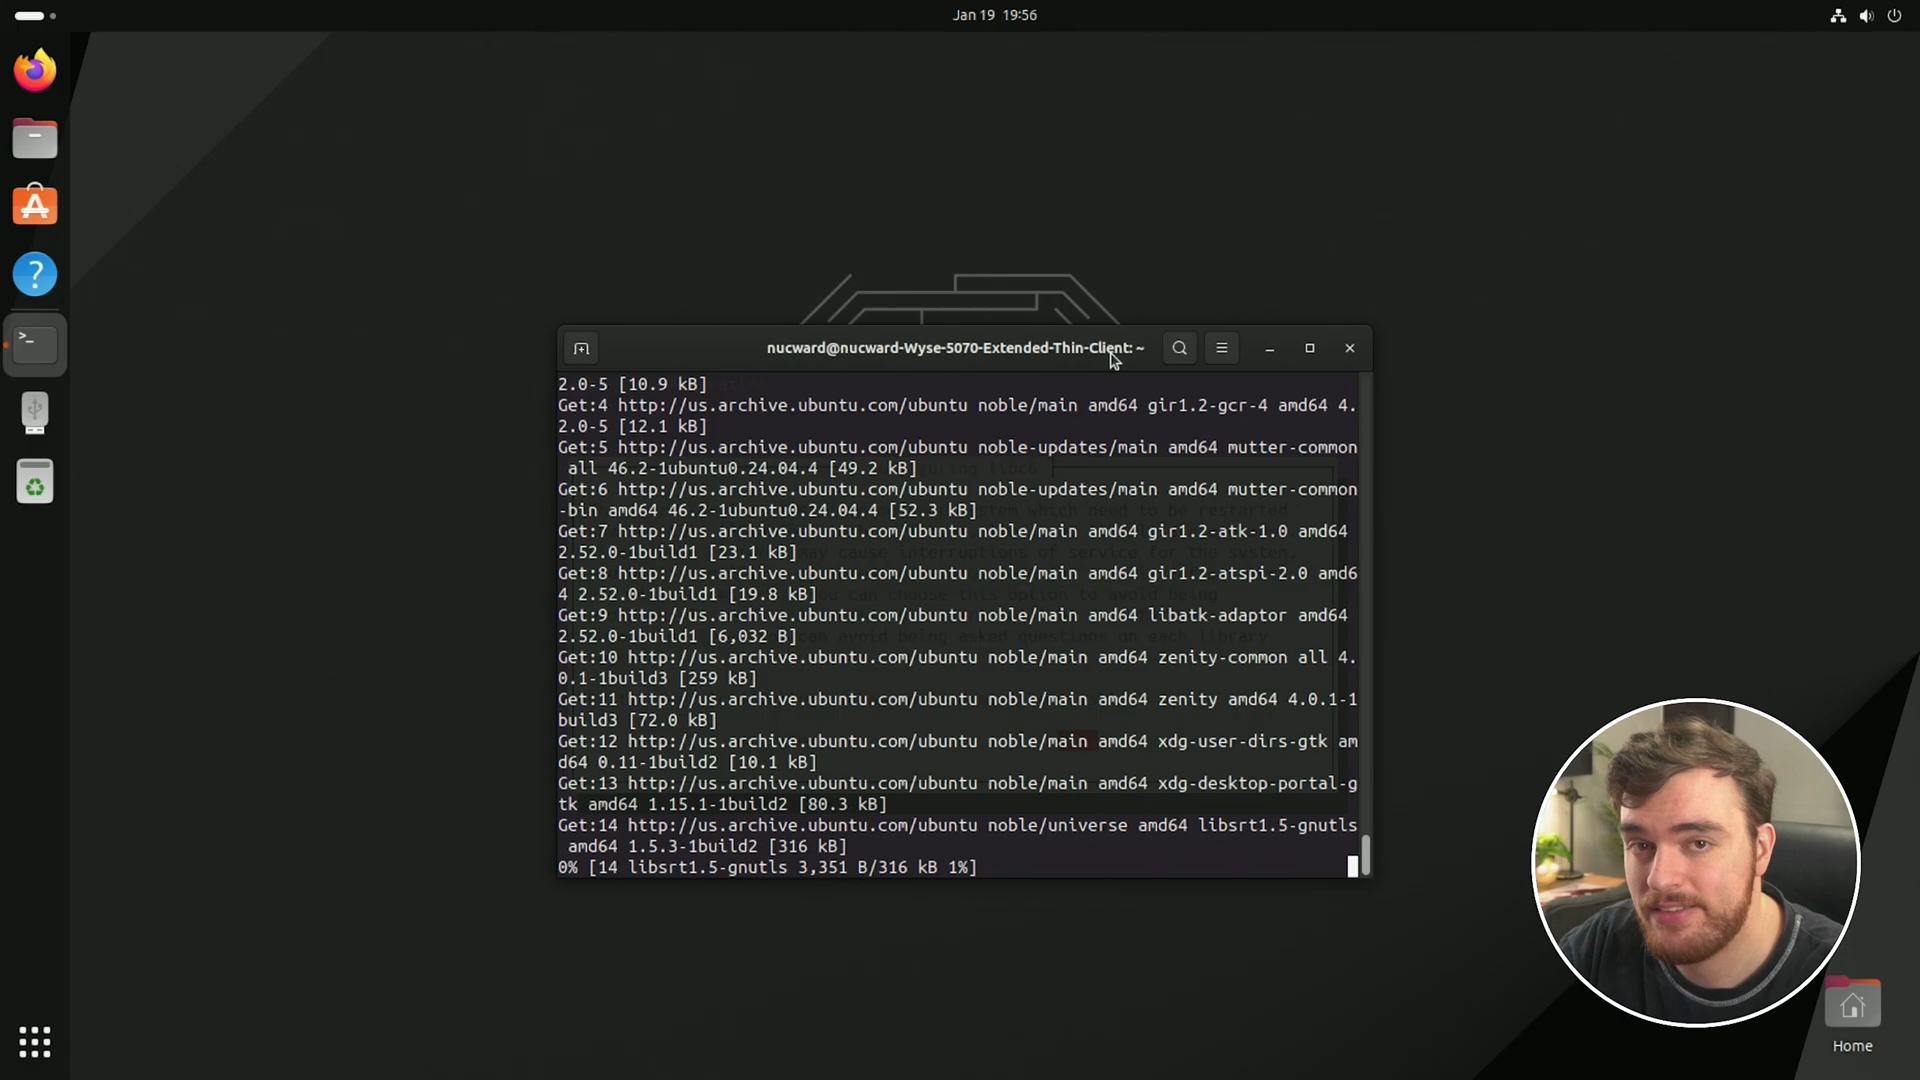 Jan 19 19:56
nucward@nucward-Wyse-5070-Extended-Thin-Client: ~
2.0-5 [10.9 kB]
Get:4 http://us.archive.ubuntu.com/ubuntu noble/main amd64 gir1.2-gcr-4 amd64 4.
2.0-5 [12.1 kB]
Get:5 http://us.archive.ubuntu.com/ubuntu noble-updates/main amd64 mutter-common
all 46.2-1ubuntu0.24.04.4 [49.2 kB]
Get:6 http://us.archive.ubuntu.com/ubuntu noble-updates/main amd64 mutter-common
-bin amd64 46.2-1ubuntu0.24.04.4 [52.3 kB]
Get:7 http://us.archive.ubuntu.com/ubuntu noble/main amd64 gir1.2-atk-1.0 amd64
2.52.0-1build1 [23.1 kB]
Get:8 http://us.archive.ubuntu.com/ubuntu noble/main amd64 gir1.2-atspi-2.0 amd6
4 2.52.0-1build1 [19.8 kB]
Get:9 http://us.archive.ubuntu.com/ubuntu noble/main amd64 libatk-adaptor amd64
2.52.0-1build1 [6,032 B]
Get:10 http://us.archive.ubuntu.com/ubuntu noble/main amd64 zenity-common all 4.
0.1-1build3 [259 kB]
Get:11 http://us.archive.ubuntu.com/ubuntu noble/main amd64 zenity amd64 4.0.1-1
build3 [72.0 kB]
Get:12 http://us.archive.ubuntu.com/ubuntu noble/main amd64 xdg-user-dirs-gtk am
d64 0.11-1build2 [10.1 kB]
Get:13 http://us.archive.ubuntu.com/ubuntu noble/main amd64 xdg-desktop-portal-g
tk amd64 1.15.1-1build2 [80.3 kB]
Get:14 http://us.archive.ubuntu.com/ubuntu noble/universe amd64 libsrt1.5-gnutls
amd64 1.5.3-1build2 [316 kB]
0% [14 libsrt1.5-gnutls 3,351 B/316 kB 1%]
Home